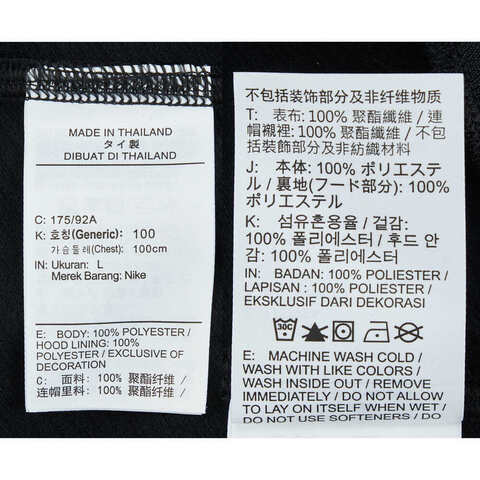 MADE IN THAILAND
タイ製
DIBUAT DI THAILAND
C: 175/92A
K: 호칭(Generic): 100
가슴둘레(Chest): 100cm
IN: Ukuran: L
Merek Barang: Nike
E: BODY: 100% POLYESTER /
HOOD LINING: 100%
POLYESTER / EXCLUSIVE OF
DECORATION
C: 面料: 100% 聚酯纤维 /
连帽里料: 100% 聚酯纤维 /
不包括装饰部分及非纤维物质
T: 表布: 100% 聚酯纖維 / 連
帽襯裡: 100% 聚酯纖維 / 不包
括裝飾部分及非紡織材料
J: 本体: 100% ポリエステ
ル / 裏地(フード部分): 100%
ポリエステル
K: 섬유혼용율 / 겉감:
100% 폴리에스터 / 후드 안
감: 100% 폴리에스터
IN: BADAN: 100% POLIESTER /
LAPISAN : 100% POLIESTER /
EKSKLUSIF DARI DEKORASI
30C
E: MACHINE WASH COLD /
WASH WITH LIKE COLORS /
WASH INSIDE OUT / REMOVE
IMMEDIATELY / DO NOT ALLOW
TO LAY ON ITSELF WHEN WET /
DO NOT USE SOFTENERS / DO